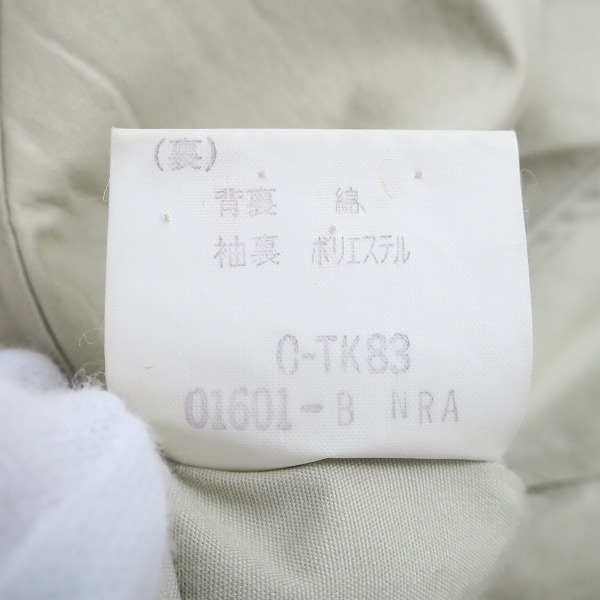 (裏)
背裏 綿
袖裏 ポリエステル
C-TK83
01601-B NRA